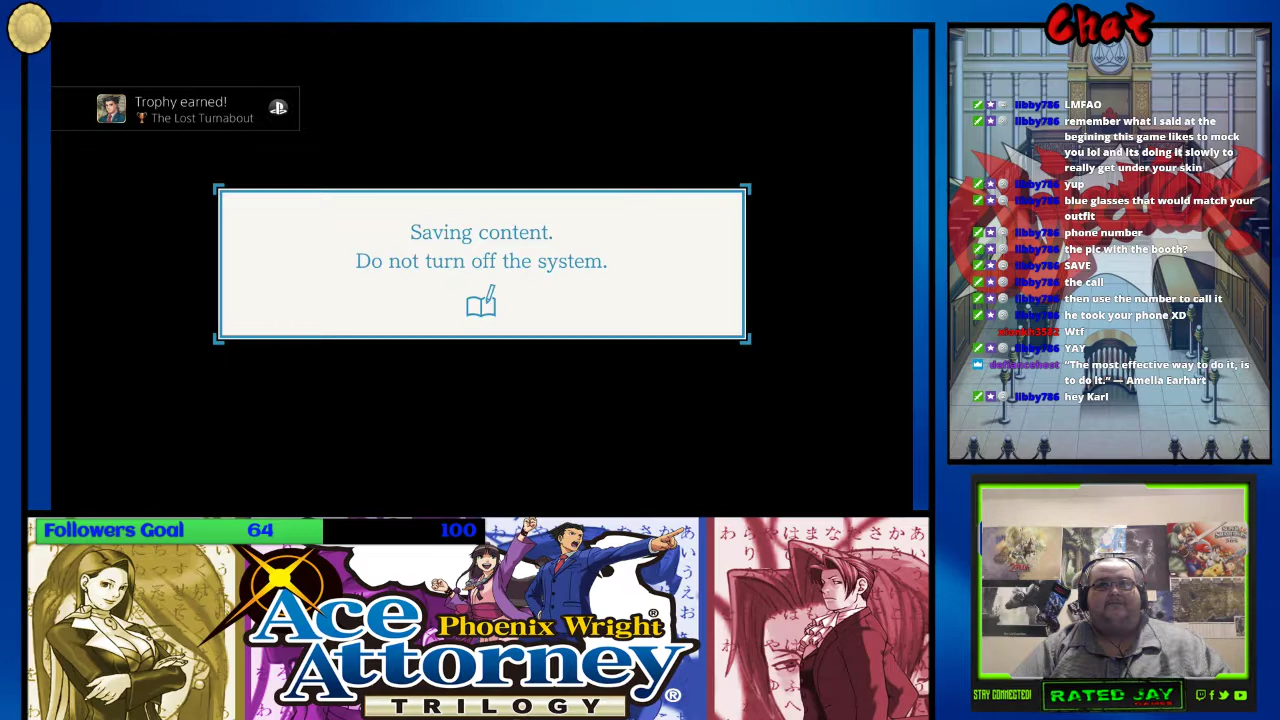 Trophy earned!
The Lost Turnabout
Saving content.
Do not turn off the system.
Chat
libby786 LMFAO
libby786 remember what I said at the
begining this game likes to mock
you lol and its doing it slowly to
really get under your skin
libby786 yup
libby786 blue glasses that would match your
outfit
libby786 phone number
libby786 the pic with the booth?
libby786 SAVE
libby786 the call
libby786 then use the number to call it
libby786 he took your phone XD
Wtf
libby786 YAY
"The most effective way to do it, is
to do it." — Amelia Earhart
libby786 hey Karl
Followers Goal 64 100
Ace
Phoenix Wright®
Attorney®
TRILOGY
STAY CONNECTED!
RATED JAY
GAMES